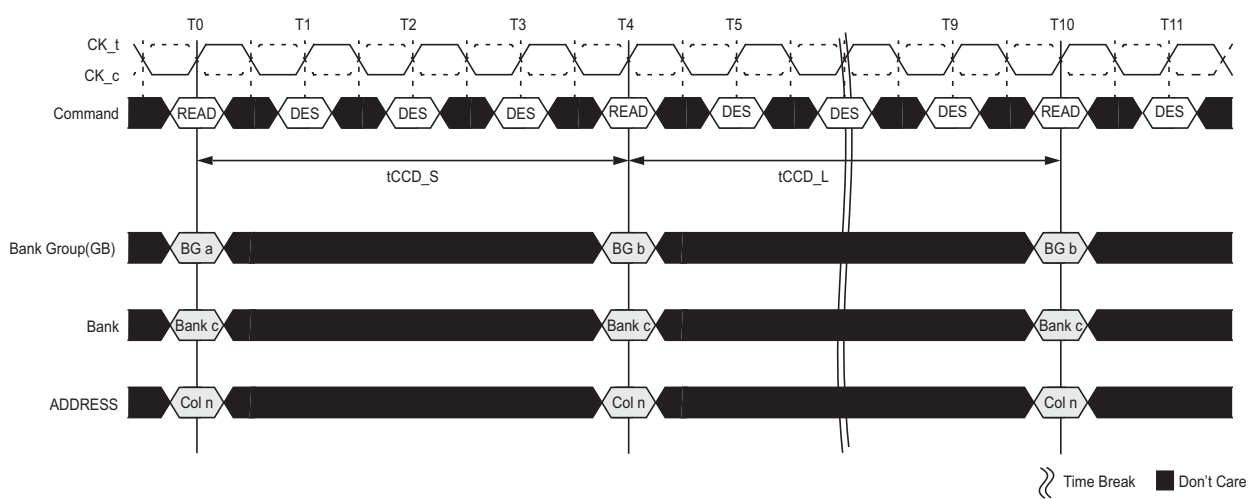 T0 T1 T2 T3 T4 T5 T9 T10 T11
CK_t
CK_c
Command READ DES DES DES READ DES DES DES READ DES
tCCD_S tCCD_L
Bank Group(GB) BG a BG b BG b
Bank Bank c Bank c Bank c
ADDRESS Col n Col n Col n
Time Break Don't Care